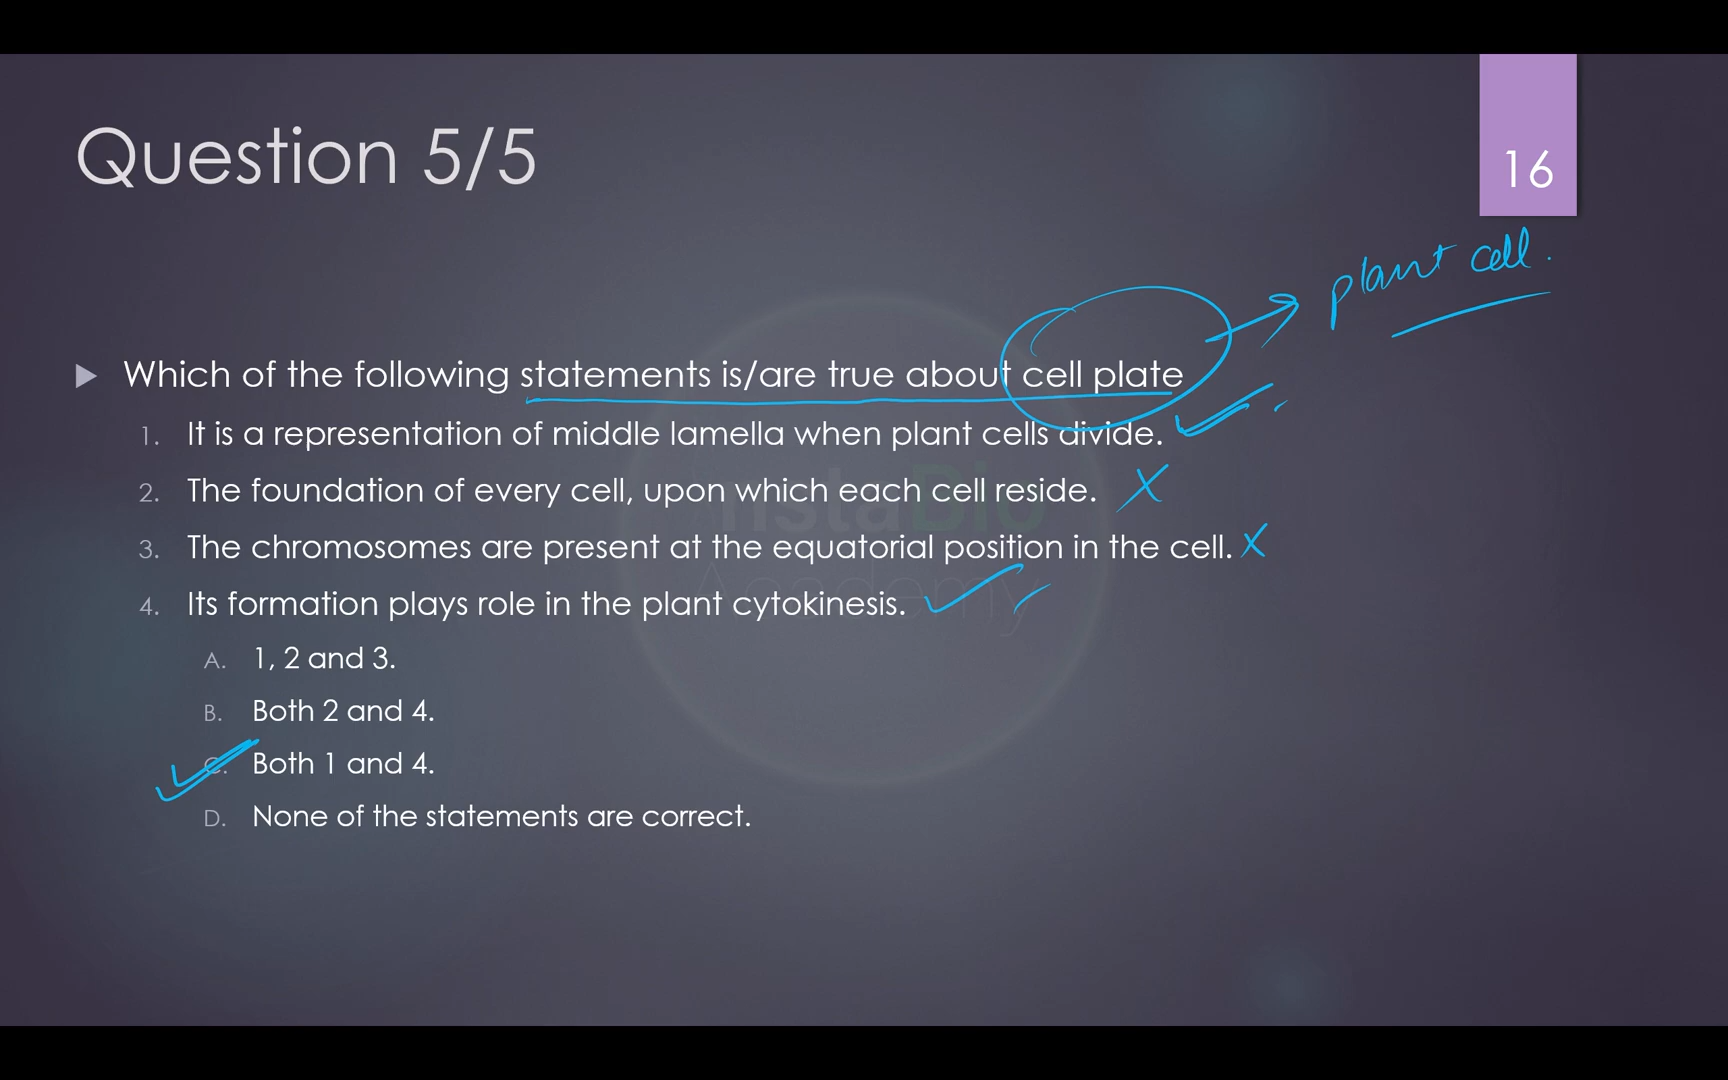 Question 5/5
16
plant cell.
Which of the following statements is/are true about cell plate
1. It is a representation of middle lamella when plant cells divide.
2. The foundation of every cell, upon which each cell reside.
InstaBio
3. The chromosomes are present at the equatorial position in the cell.
Academy
4. Its formation plays role in the plant cytokinesis.
A. 1, 2 and 3.
B. Both 2 and 4.
C. Both 1 and 4.
D. None of the statements are correct.